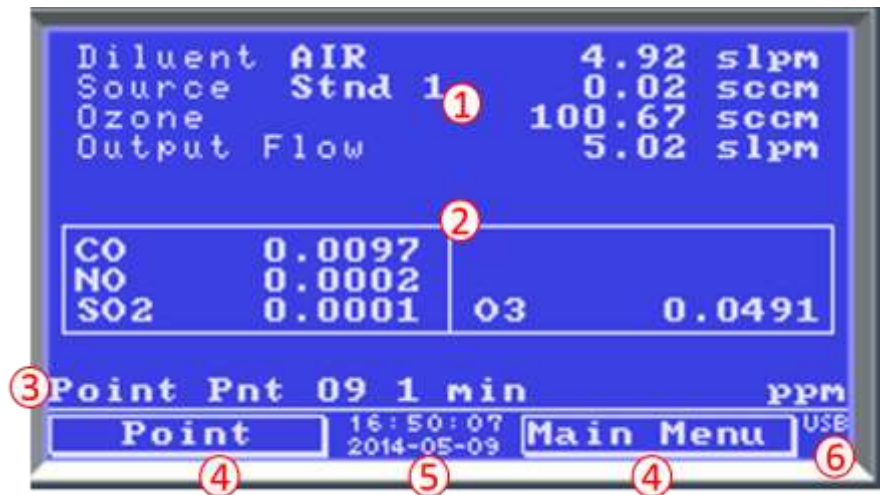 Diluent AIR 4.92 slpm
Source Stnd 1 0.02 sccm
①
Ozone 100.67 sccm
Output Flow 5.02 slpm
②
CO 0.0097
NO 0.0002
SO2 0.0001 O3 0.0491
③ Point Pnt 09 1 min ppm
Point 16:50:07 Main Menu USB
2014-05-09
④ ⑤ ④ ⑥